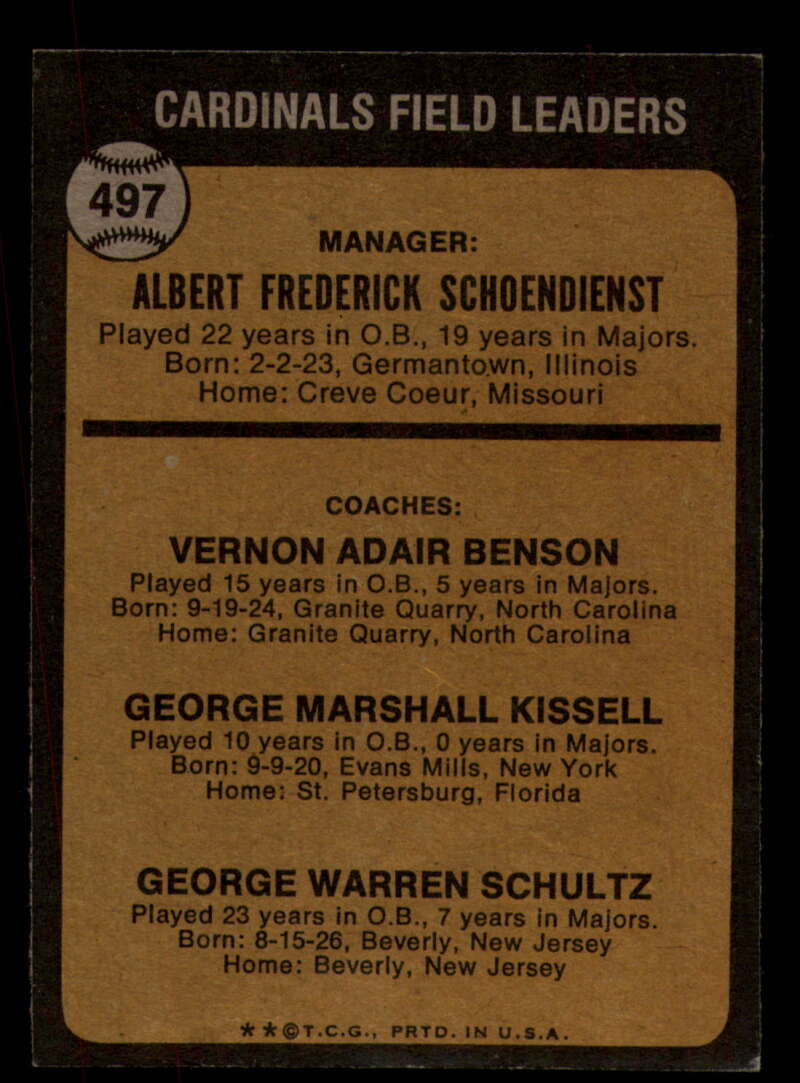 CARDINALS FIELD LEADERS
497
MANAGER:
ALBERT FREDERICK SCHOENDIENST
Played 22 years in O.B., 19 years in Majors.
Born: 2-2-23, Germantown, Illinois
Home: Creve Coeur, Missouri
COACHES:
VERNON ADAIR BENSON
Played 15 years in O.B., 5 years in Majors.
Born: 9-19-24, Granite Quarry, North Carolina
Home: Granite Quarry, North Carolina
GEORGE MARSHALL KISSELL
Played 10 years in O.B., 0 years in Majors.
Born: 9-9-20, Evans Mills, New York
Home: St. Petersburg, Florida
GEORGE WARREN SCHULTZ
Played 23 years in O.B., 7 years in Majors.
Born: 8-15-26, Beverly, New Jersey
Home: Beverly, New Jersey
★★©T.C.G., PRTD. IN U.S.A.